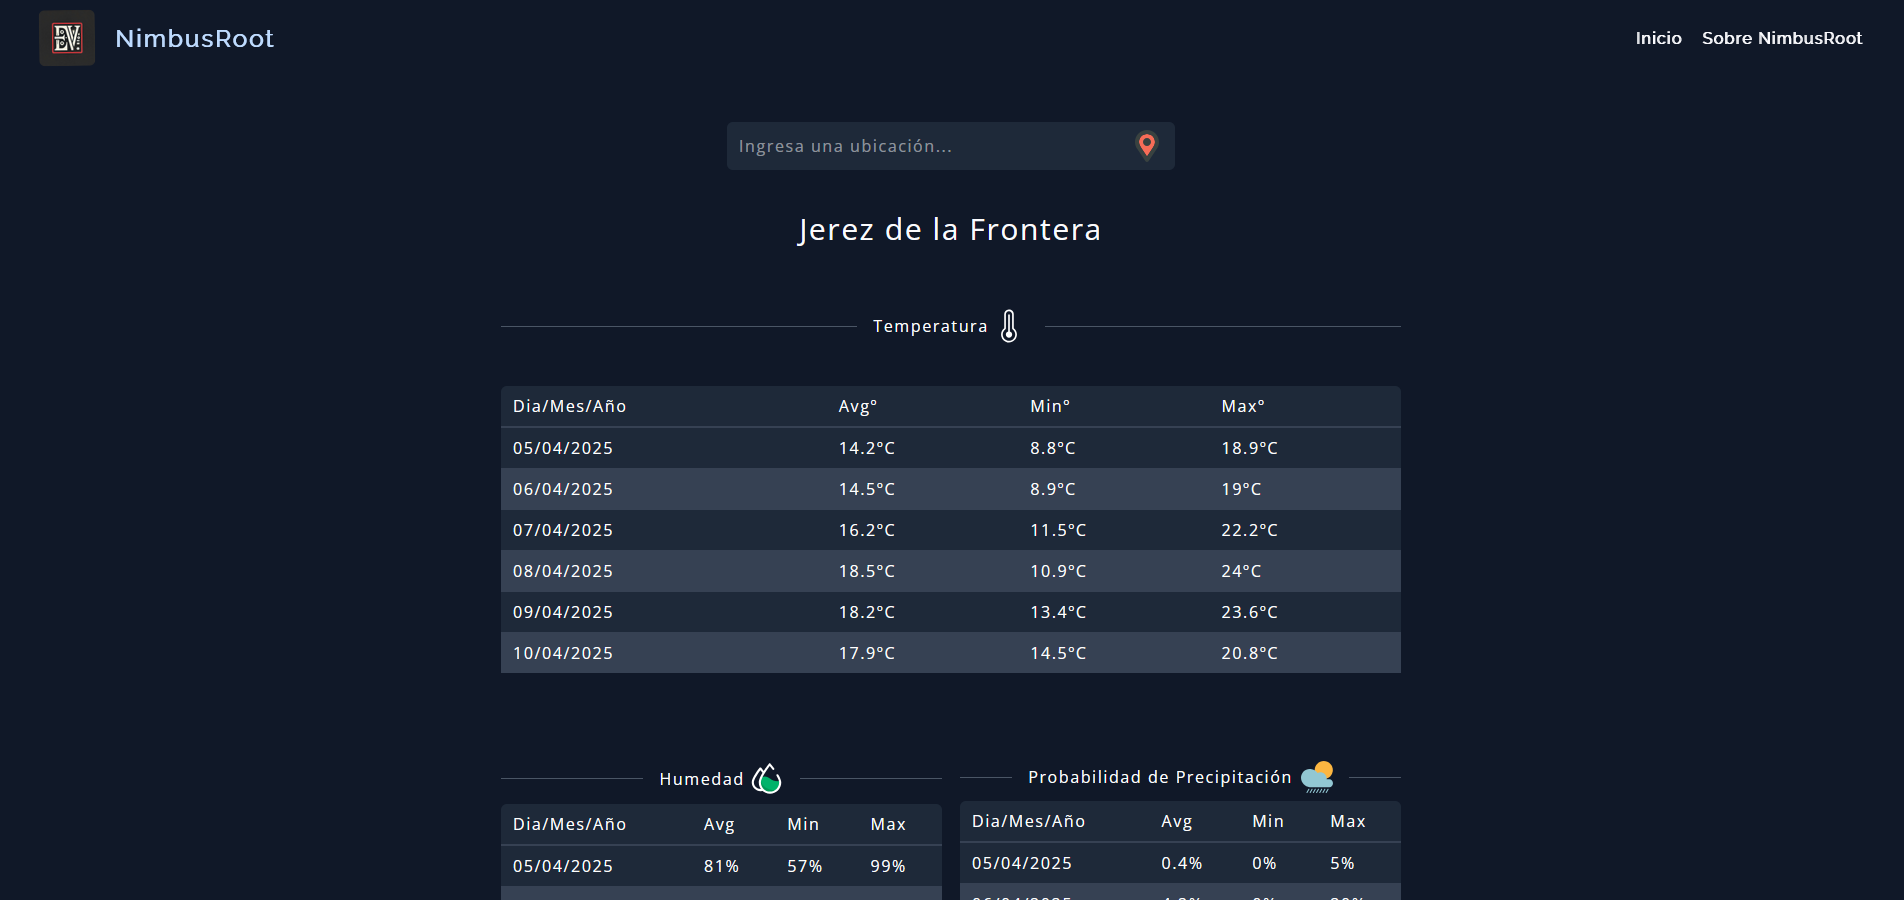 EV
NimbusRoot
Inicio Sobre NimbusRoot
Ingresa una ubicación...
Jerez de la Frontera
Temperatura
Dia/Mes/Año Avg° Min° Max°
05/04/2025 14.2°C 8.8°C 18.9°C
06/04/2025 14.5°C 8.9°C 19°C
07/04/2025 16.2°C 11.5°C 22.2°C
08/04/2025 18.5°C 10.9°C 24°C
09/04/2025 18.2°C 13.4°C 23.6°C
10/04/2025 17.9°C 14.5°C 20.8°C
Humedad
Dia/Mes/Año Avg Min Max
05/04/2025 81% 57% 99%
Probabilidad de Precipitación
Dia/Mes/Año Avg Min Max
05/04/2025 0.4% 0% 5%